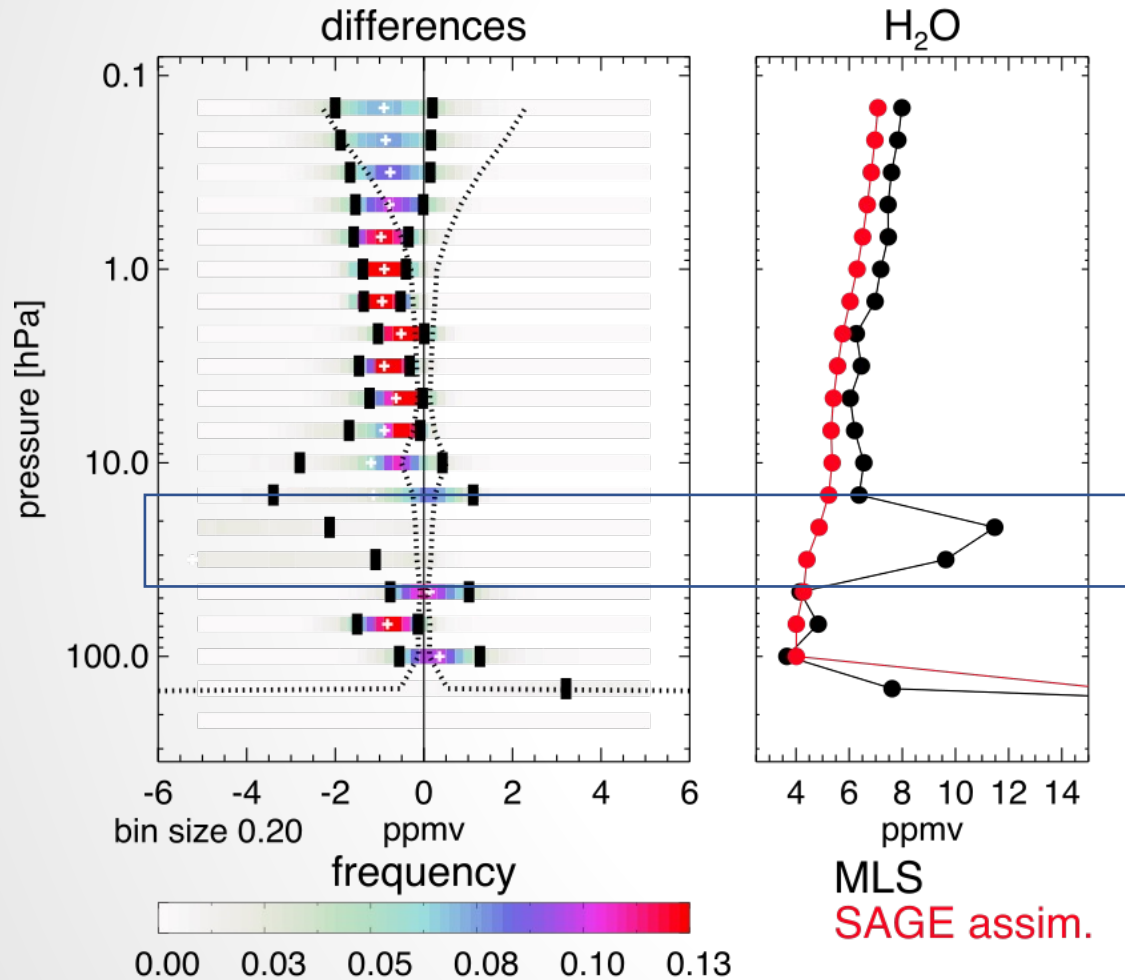 differences
H₂O
0.1
1.0
10.0
100.0
pressure [hPa]
-6 -4 -2 0 2 4 6
4 6 8 10 12 14
bin size 0.20 ppmv
ppmv
frequency
0.00 0.03 0.05 0.08 0.10 0.13
MLS
SAGE assim.